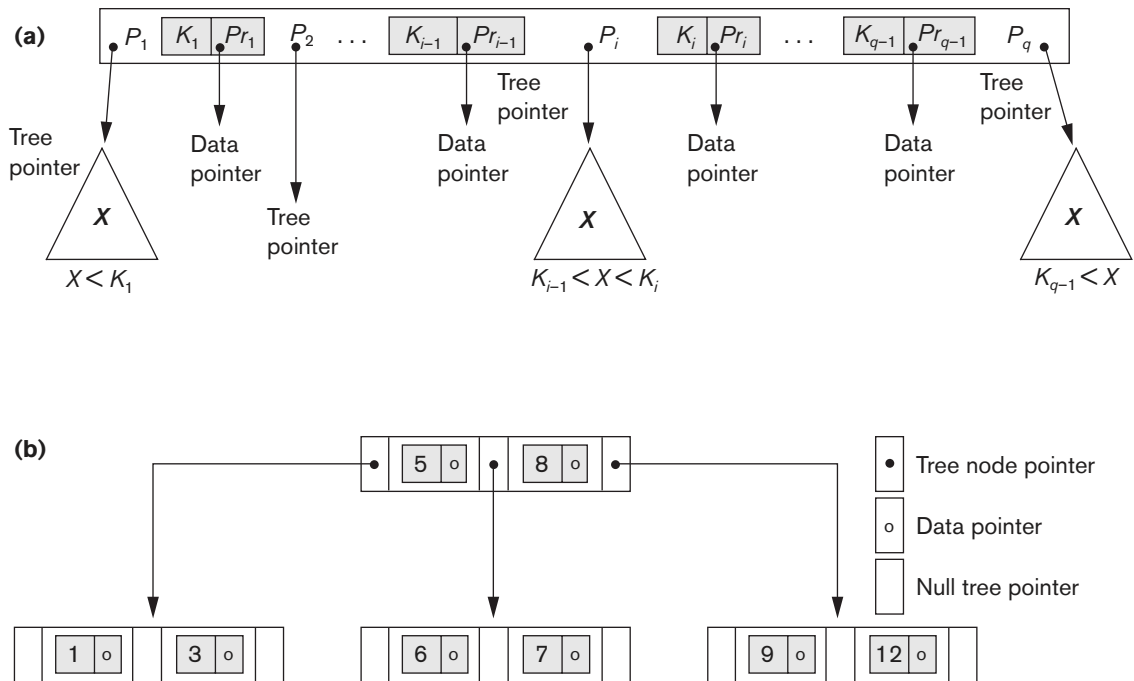 (a) P1 K1 Pr1 P2 . . . Ki–1 Pri–1 Pi Ki Pri . . . Kq–1 Prq–1 Pq
Tree
pointer
Data
pointer
Tree
pointer
Data
pointer
Tree
pointer
Data
pointer
Data
pointer
Tree
pointer
X
X
X
X < K1
Ki–1 < X < Ki
Kq–1 < X
(b)
5 o 8 o
Tree node pointer
o Data pointer
Null tree pointer
1 o 3 o 6 o 7 o 9 o 12 o